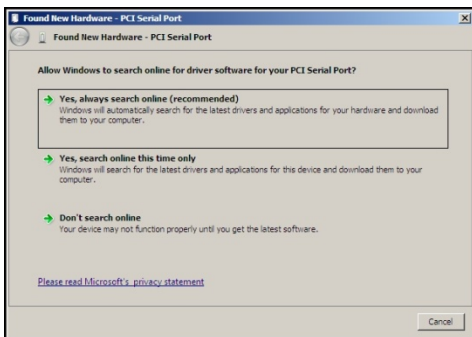 Found New Hardware - PCI Serial Port
Found New Hardware - PCI Serial Port
Allow Windows to search online for driver software for your PCI Serial Port?
Yes, always search online (recommended)
Windows will automatically search for the latest drivers and applications for your hardware and download
them to your computer.
Yes, search online this time only
Windows will search for the latest drivers and applications for this device and download them to your
computer.
Don't search online
Your device may not function properly until you get the latest software.
Please read Microsoft's privacy statement
Cancel